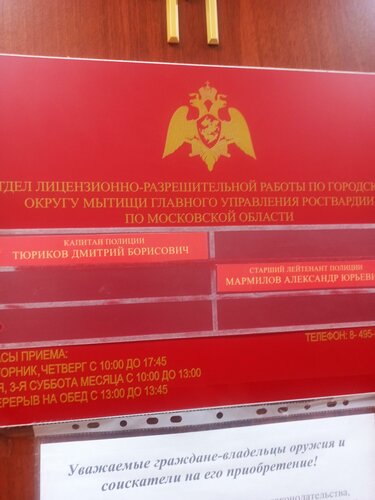 ТДЕЛ ЛИЦЕНЗИОННО-РАЗРЕШИТЕЛЬНОЙ РАБОТЫ ПО ГОРОДСК
ОКРУГУ МЫТИЩИ ГЛАВНОГО УПРАВЛЕНИЯ РОСГВАРДИИ
ПО МОСКОВСКОЙ ОБЛАСТИ
КАПИТАН ПОЛИЦИИ
ТЮРИКОВ ДМИТРИЙ БОРИСОВИЧ
СТАРШИЙ ЛЕЙТЕНАНТ ПОЛИЦИИ
МАРМИЛОВ АЛЕКСАНДР ЮРЬЕВИ
ТЕЛЕФОН: 8- 495-
АСЫ ПРИЕМА:
ТОРНИК, ЧЕТВЕРГ С 10:00 ДО 17:45
Я, 3-Я СУББОТА МЕСЯЦА С 10:00 ДО 13:00
ПЕРЕРЫВ НА ОБЕД С 13:00 ДО 13:45
Уважаемые граждане-владельцы оружия и
соискатели на его приобретение!
конодательства,